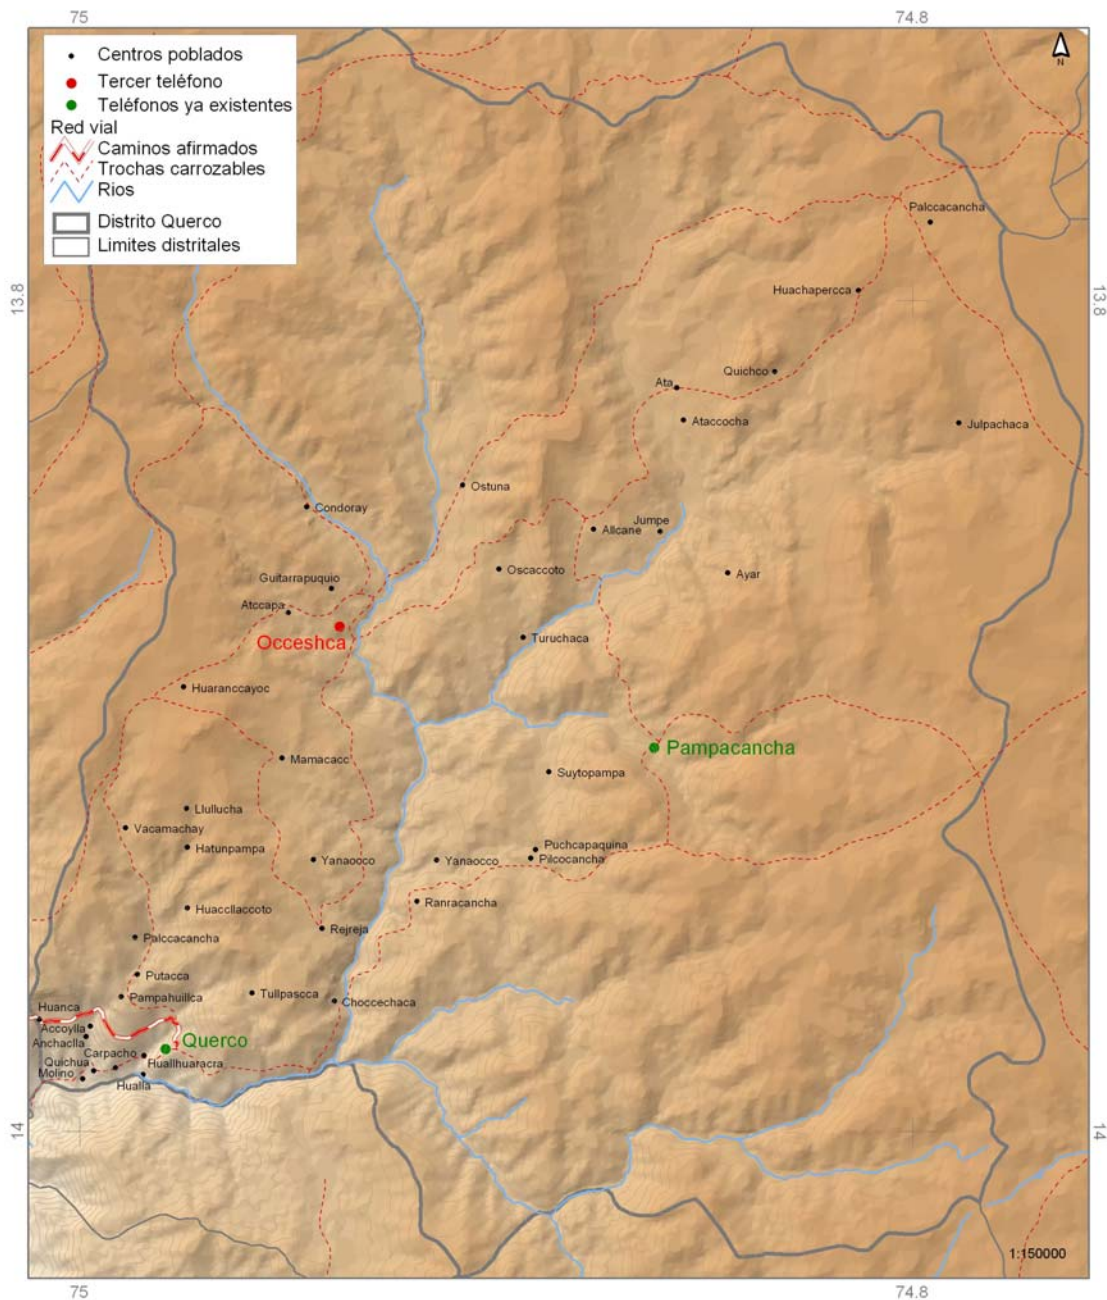 75
74.8
Centros poblados
Tercer teléfono
Teléfonos ya existentes
Red vial
Caminos afirmados
Trochas carrozables
Rios
Distrito Querco
Limites distritales
N
Palccacancha
13.8
Huachapercca
13.8
Quichco
Ata
Ataccocha
Julpachaca
Ostuna
Condoray
Jumpe
Allcane
Oscaccoto
Ayar
Guitarrapuquio
Atccapa
Occeshca
Turuchaca
Huaranccayoc
Pampacancha
Mamacacc
Suytopampa
Llullucha
Vacamachay
Hatunpampa
Puchcapaquina
Yanaococo
Yanaocco
Pilcocancha
Ranracancha
Huaccllaccoto
Rejreja
Palccacancha
Putacca
Tullpascca
Pampahuilca
Choccechaca
Huanca
Accoylla
Anchaclla
Querco
Carpacho
Quichua
Huallhuaracra
Molino
Hualla
14
14
1:150000
75
74.8